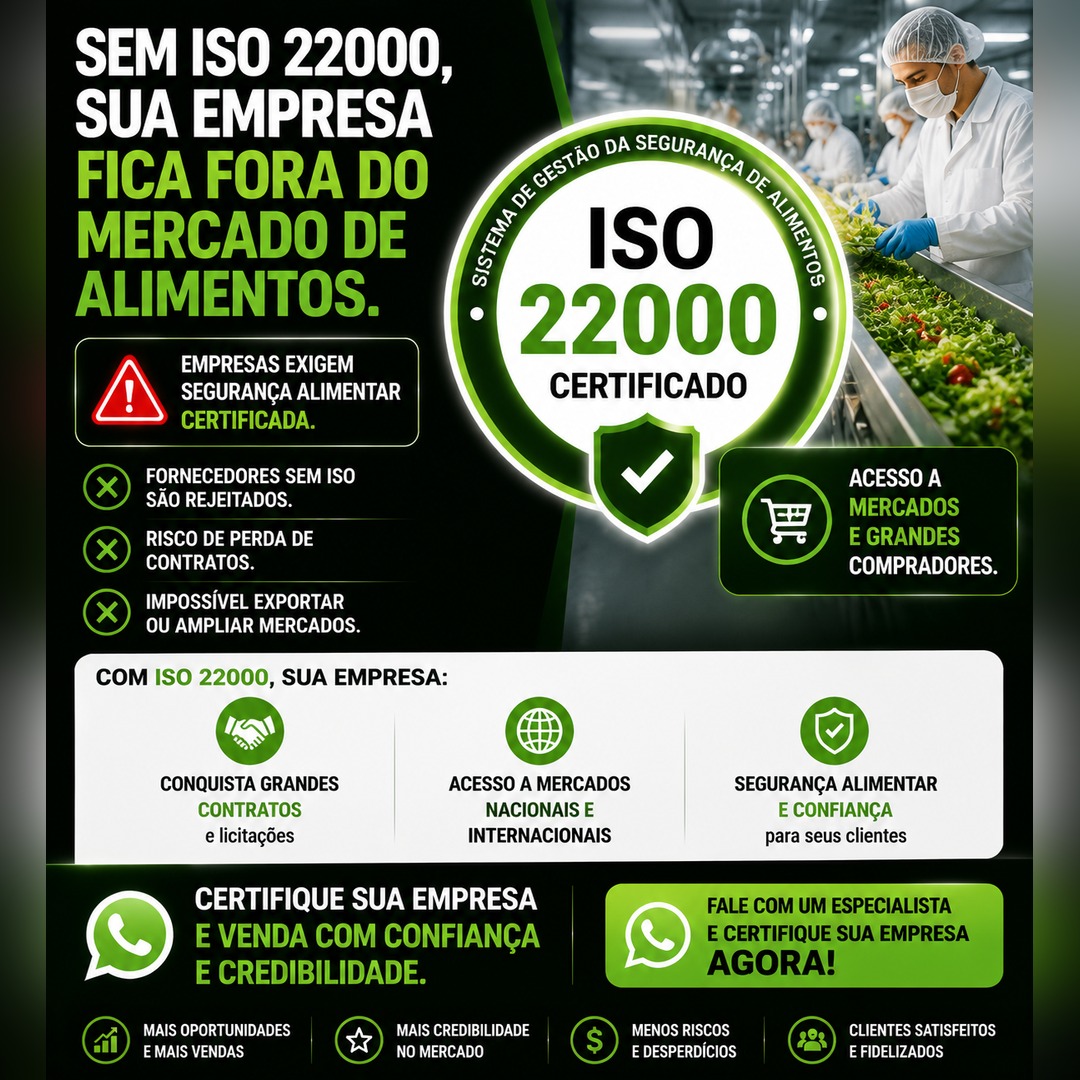 SEM ISO 22000,
SUA EMPRESA
FICA FORA DO
MERCADO DE
ALIMENTOS.
SISTEMA DE GESTÃO DA SEGURANÇA DE ALIMENTOS
ISO
22000
CERTIFICADO
EMPRESAS EXIGEM
SEGURANÇA ALIMENTAR
CERTIFICADA.
FORNECEDORES SEM ISO
SÃO REJEITADOS.
RISCO DE PERDA DE
CONTRATOS.
IMPOSSÍVEL EXPORTAR
OU AMPLIAR MERCADOS.
ACESSO A
MERCADOS
E GRANDES
COMPRADORES.
COM ISO 22000, SUA EMPRESA:
CONQUISTA GRANDES
CONTRATOS
e licitações
ACESSO A MERCADOS
NACIONAIS E
INTERNACIONAIS
SEGURANÇA ALIMENTAR
E CONFIANÇA
para seus clientes
CERTIFIQUE SUA EMPRESA
E VENDA COM CONFIANÇA
E CREDIBILIDADE.
FALE COM UM ESPECIALISTA
E CERTIFIQUE SUA EMPRESA
AGORA!
MAIS OPORTUNIDADES
E MAIS VENDAS
MAIS CREDIBILIDADE
NO MERCADO
MENOS RISCOS
E DESPERDÍCIOS
CLIENTES SATISFEITOS
E FIDELIZADOS